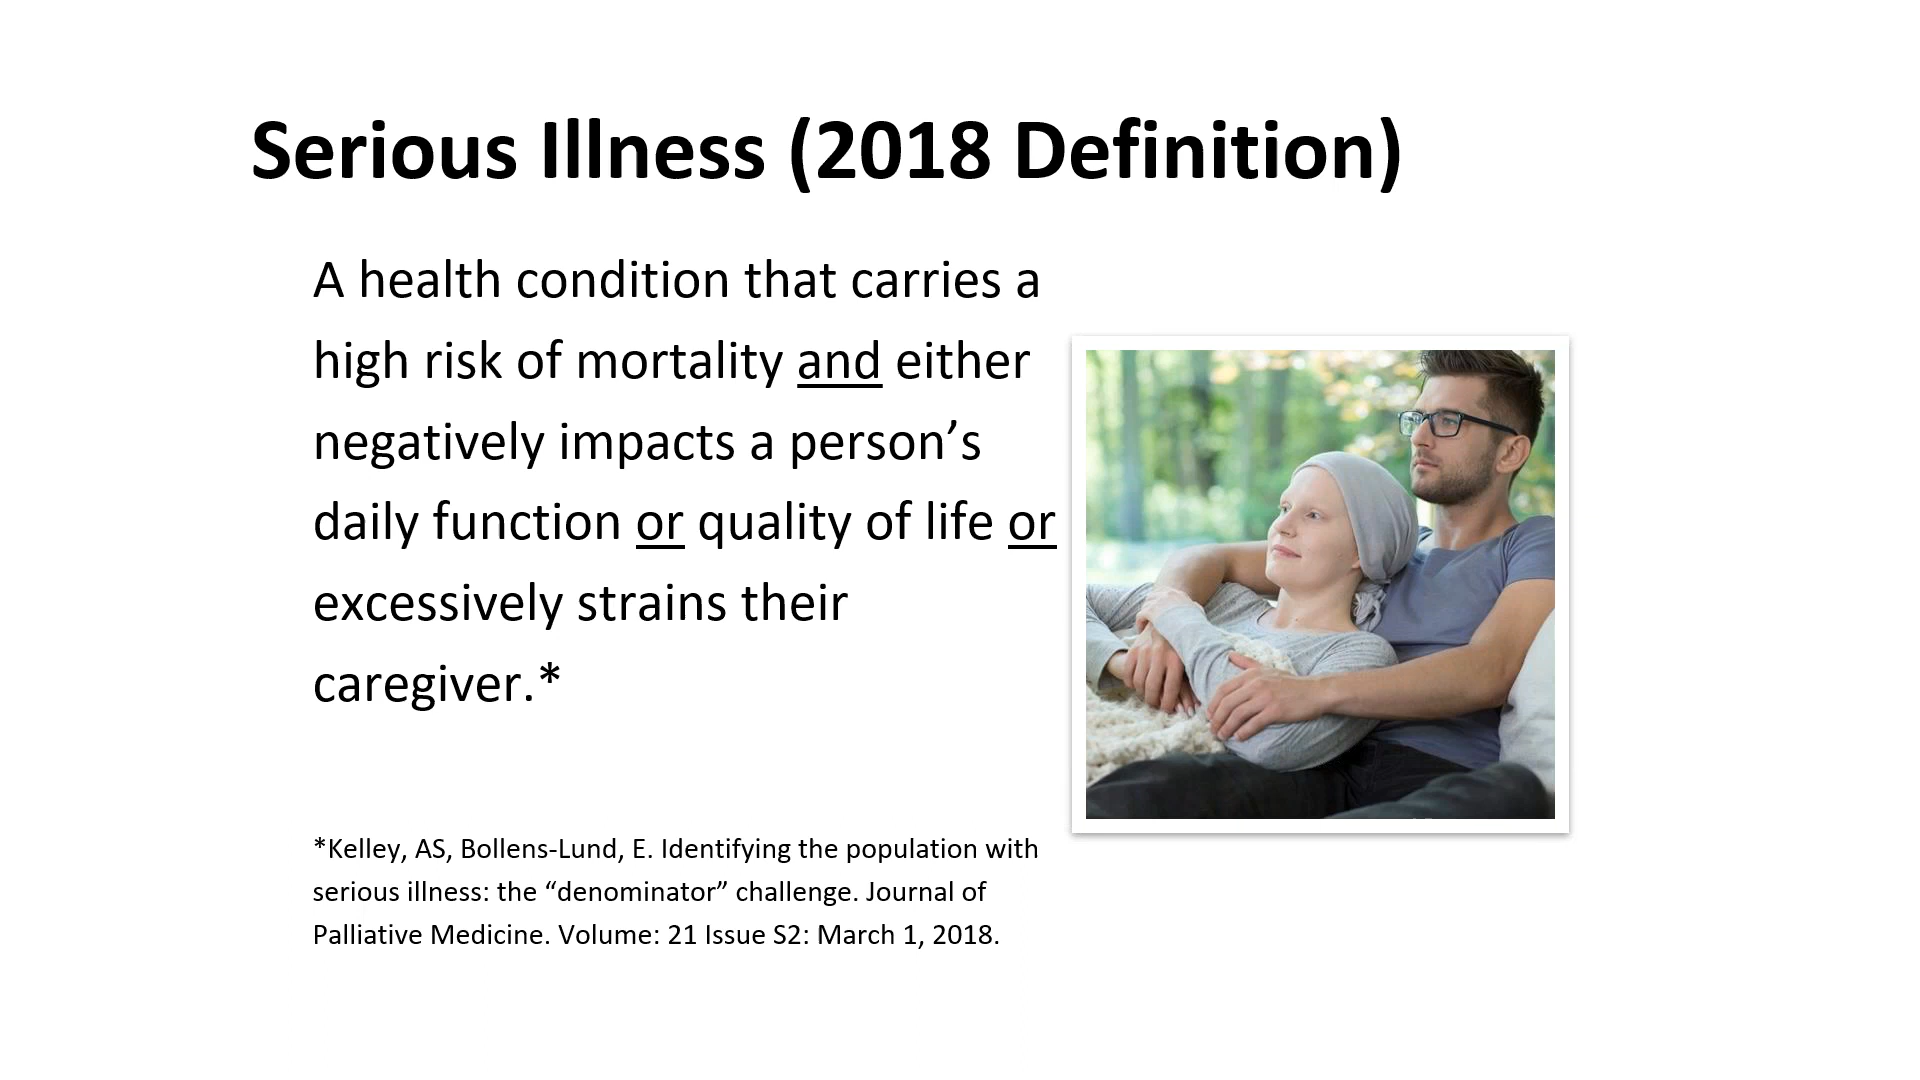 Serious Illness (2018 Definition)
A health condition that carries a
high risk of mortality and either
negatively impacts a person’s
daily function or quality of life or
excessively strains their
caregiver.*
*Kelley, AS, Bollens-Lund, E. Identifying the population with
serious illness: the “denominator” challenge. Journal of
Palliative Medicine. Volume: 21 Issue S2: March 1, 2018.